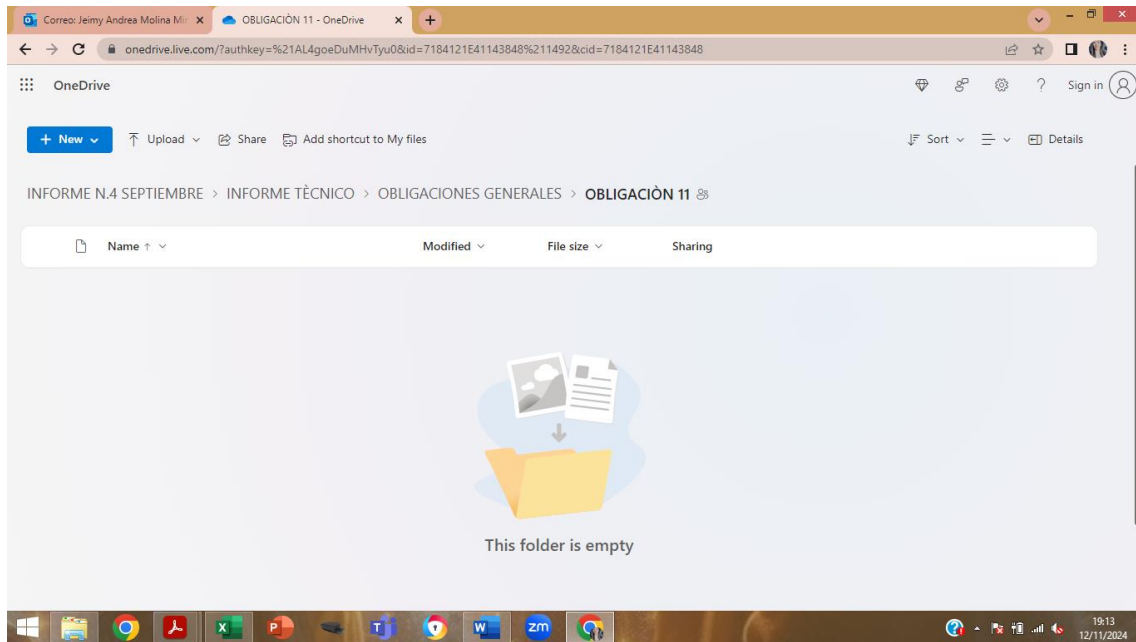 Correo: Jeimy Andrea Molina Mir
OBLIGACIÒN 11 - OneDrive
onedrive.live.com/?authkey=%21AL4goeDuMHvTyu0&id=7184121E41143848%211492&cid=7184121E41143848
OneDrive
Sign in
New
Upload
Share
Add shortcut to My files
Sort
Details
INFORME N.4 SEPTIEMBRE > INFORME TÈCNICO > OBLIGACIONES GENERALES > OBLIGACIÒN 11
Name
Modified
File size
Sharing
This folder is empty
zm
19:13
12/11/2024